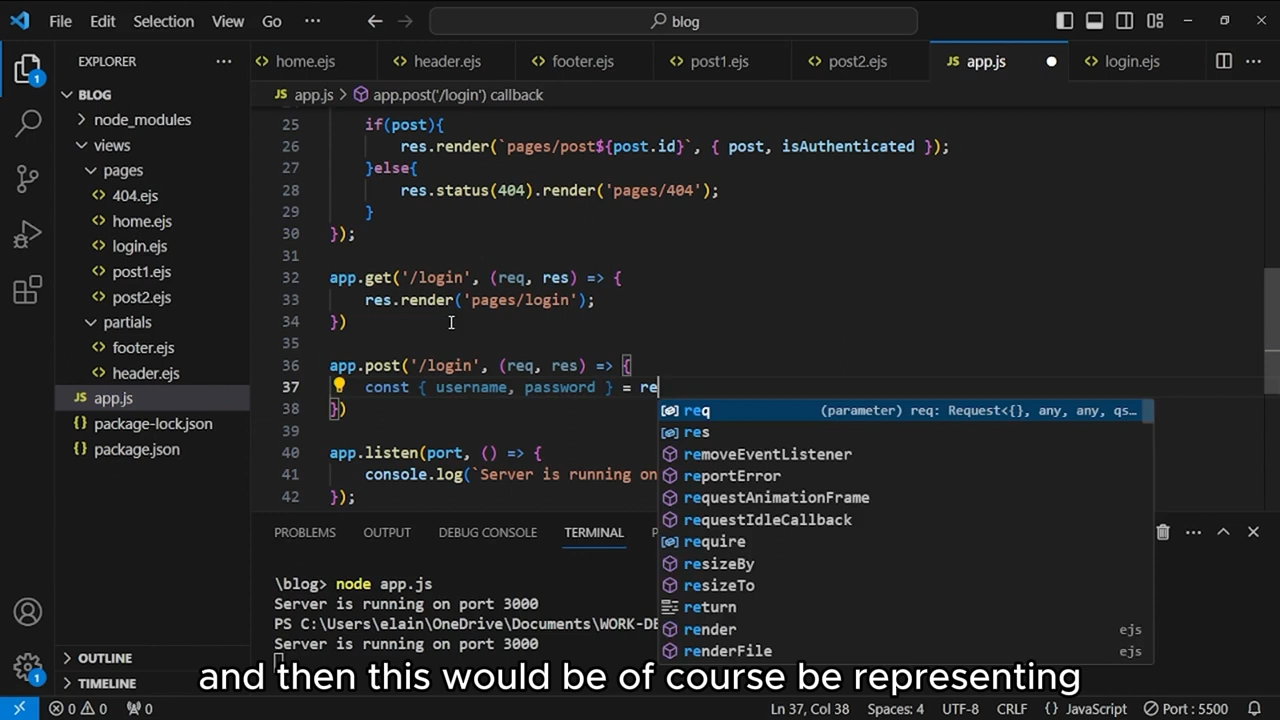 File Edit Selection View Go ··· blog
EXPLORER ···
home.ejs header.ejs footer.ejs post1.ejs post2.ejs app.js login.ejs ···
app.js > app.post('/login') callback
BLOG
node_modules
views
pages
404.ejs
home.ejs
login.ejs
post1.ejs
post2.ejs
partials
footer.ejs
header.ejs
app.js
package-lock.json
package.json
OUTLINE
TIMELINE
25 if(post){
26 res.render(`pages/post${post.id}`, { post, isAuthenticated });
27 }else{
28 res.status(404).render('pages/404');
29 }
30 });
31
32 app.get('/login', (req, res) => {
33 res.render('pages/login');
34 })
35
36 app.post('/login', (req, res) => {
37 const { username, password } = re
38 })
39
40 app.listen(port, () => {
41 console.log(`Server is running on
42 });
req (parameter) req: Request<{}, any, any, qs…
res
removeEventListener
reportError
requestAnimationFrame
requestIdleCallback
require
resizeBy
resizeTo
return
render ejs
renderFile ejs
PROBLEMS OUTPUT DEBUG CONSOLE TERMINAL
\blog> node app.js
Server is running on port 3000
PS C:\Users\elain\OneDrive\Documents\WORK-DE
Server is running on port 3000
and then this would be of course be representing
1
1
0 0 0 Ln 37, Col 38 Spaces: 4 UTF-8 CRLF {} JavaScript Port : 5500